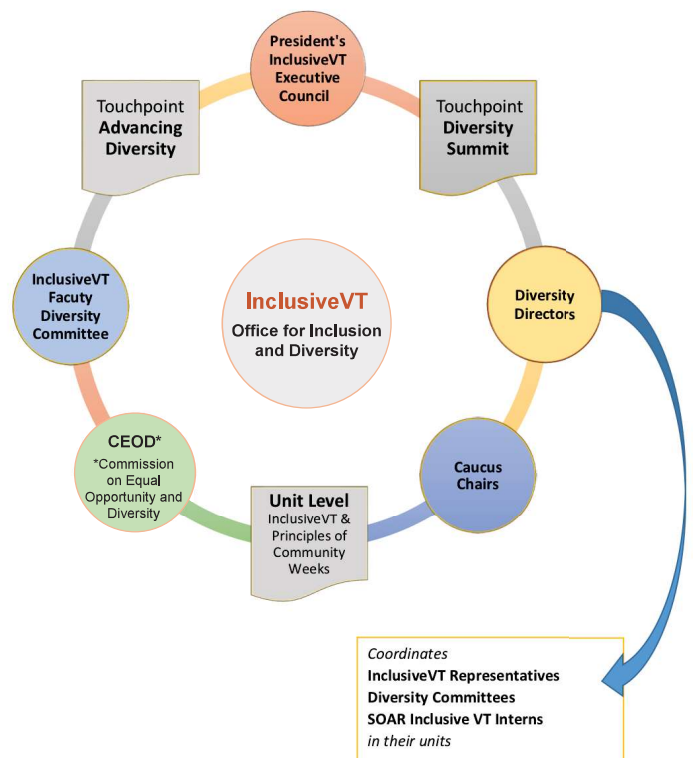 President's
InclusiveVT
Executive
Council
Touchpoint
Diversity
Summit
Diversity
Directors
Caucus
Chairs
Unit Level
InclusiveVT &
Principles of
Community
Weeks
CEOD*
*Commission
on Equal
Opportunity and
Diversity
InclusiveVT
Facuty
Diversity
Committee
Touchpoint
Advancing
Diversity
InclusiveVT
Office for Inclusion
and Diversity
Coordinates
InclusiveVT Representatives
Diversity Committees
SOAR Inclusive VT Interns
in their units